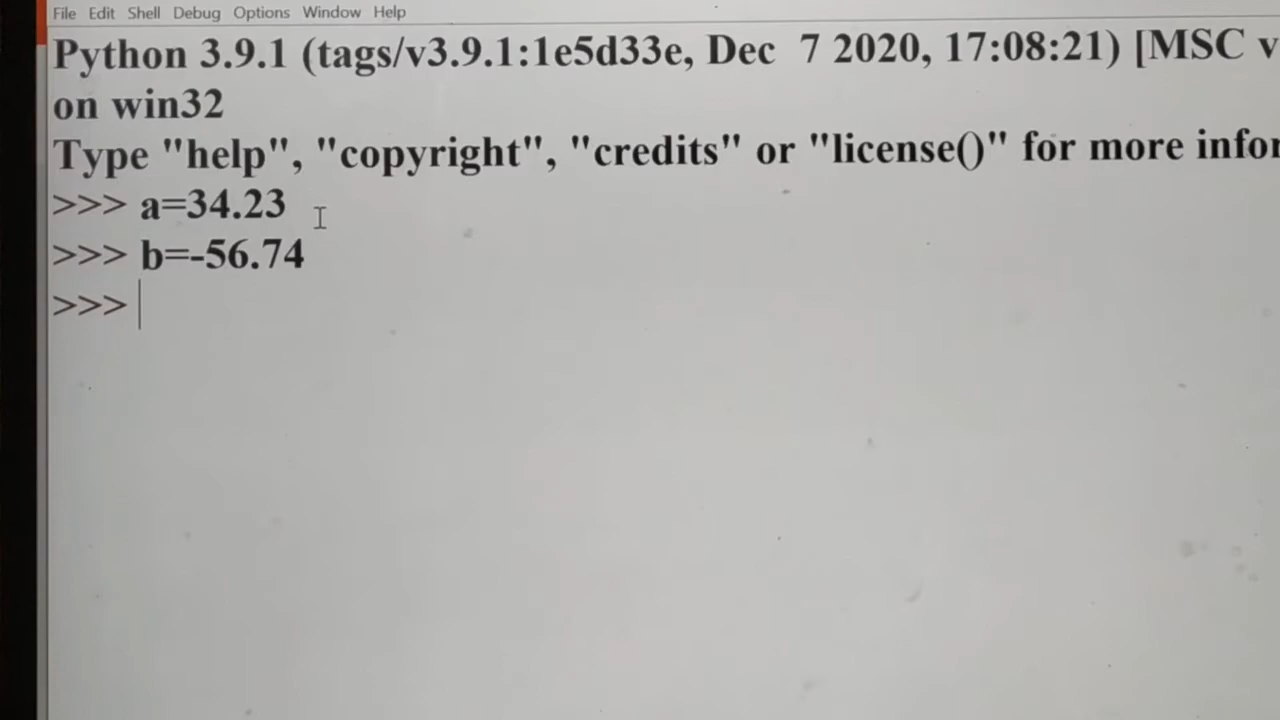 File Edit Shell Debug Options Window Help
Python 3.9.1 (tags/v3.9.1:1e5d33e, Dec  7 2020, 17:08:21) [MSC v
on win32
Type "help", "copyright", "credits" or "license()" for more infor
>>> a=34.23
>>> b=-56.74
>>>